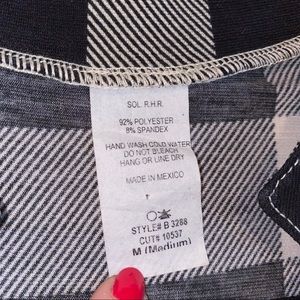 SOL. R.H.R.
92% POLYESTER
8% SPANDEX
HAND WASH COLD WATER
DO NOT BLEACH
HANG OR LINE DRY
MADE IN MEXICO
STYLE# B 3288
CUT# 10537
M (Medium)